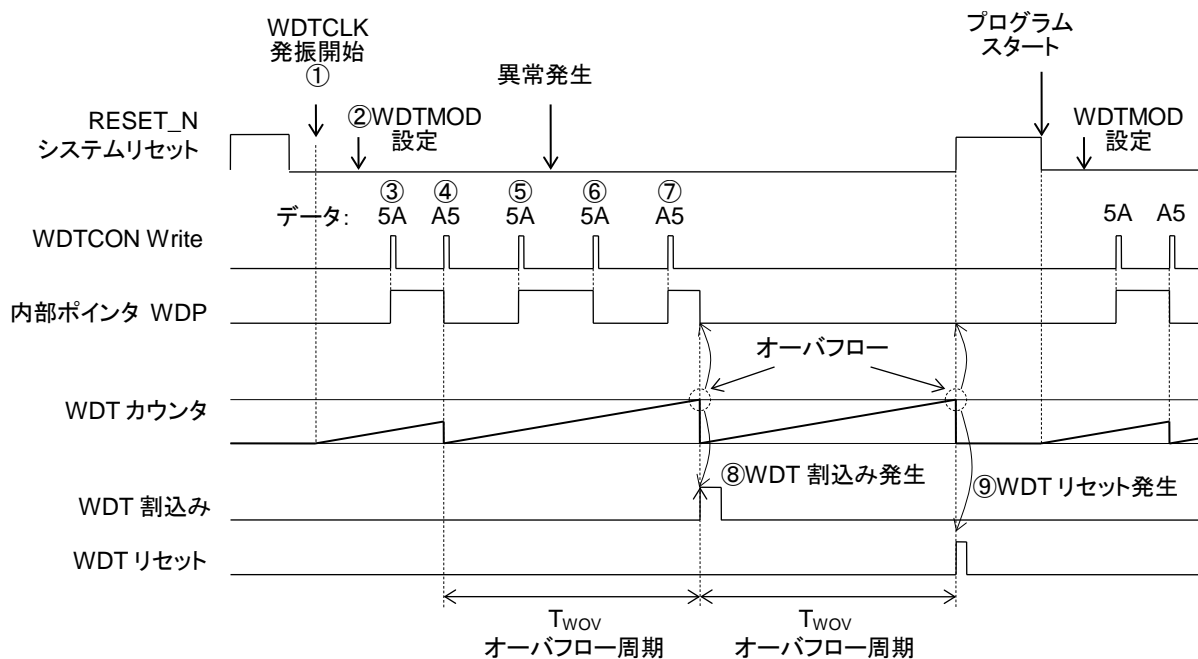 WDTCLK
発振開始
①
プログラム
スタート
異常発生
RESET_N
システムリセット
②WDTMOD
設定
WDTMOD
設定
③ ④ ⑤ ⑥ ⑦
データ: 5A A5 5A 5A A5 5A A5
WDTCON Write
内部ポインタ WDP
オーバフロー
WDT カウンタ
⑧WDT 割込み発生
⑨WDT リセット発生
WDT 割込み
WDT リセット
TWOV TWOV
オーバフロー周期 オーバフロー周期